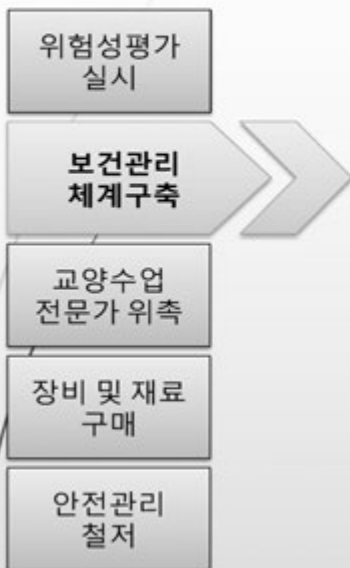 위험성평가
실시
보건관리
체계구축
교양수업
전문가 위촉
장비 및 재료
구매
안전관리
철저